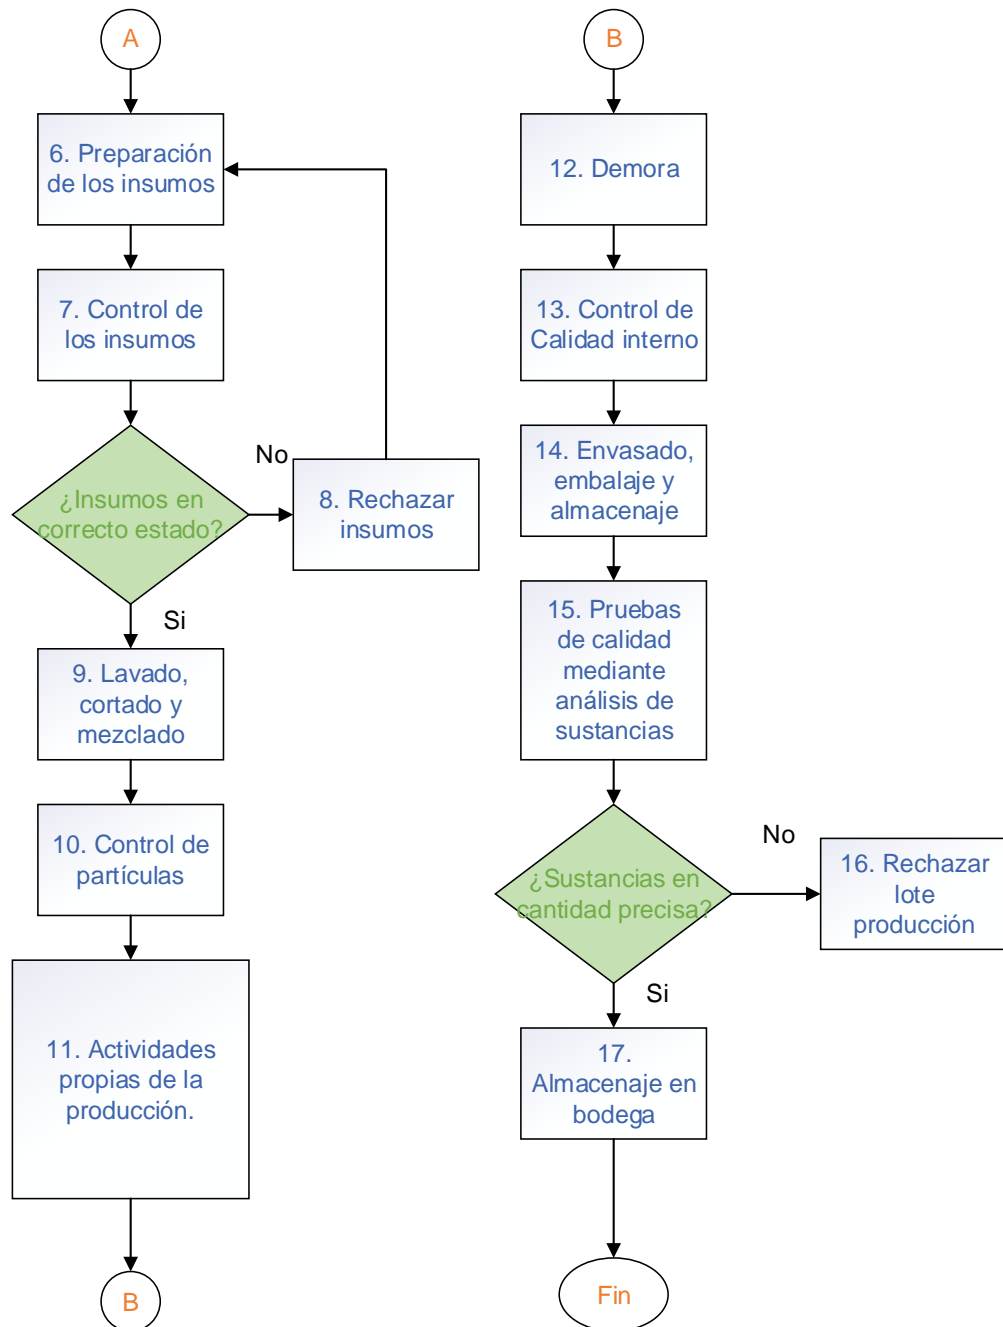 A
6. Preparación
de los insumos
7. Control de
los insumos
¿Insumos en
correcto estado?
No
8. Rechazar
insumos
Si
9. Lavado,
cortado y
mezclado
10. Control de
partículas
11. Actividades
propias de la
producción.
B
B
12. Demora
13. Control de
Calidad interno
14. Envasado,
embalaje y
almacenaje
15. Pruebas
de calidad
mediante
análisis de
sustancias
¿Sustancias en
cantidad precisa?
No
16. Rechazar
lote
producción
Si
17.
Almacenaje en
bodega
Fin